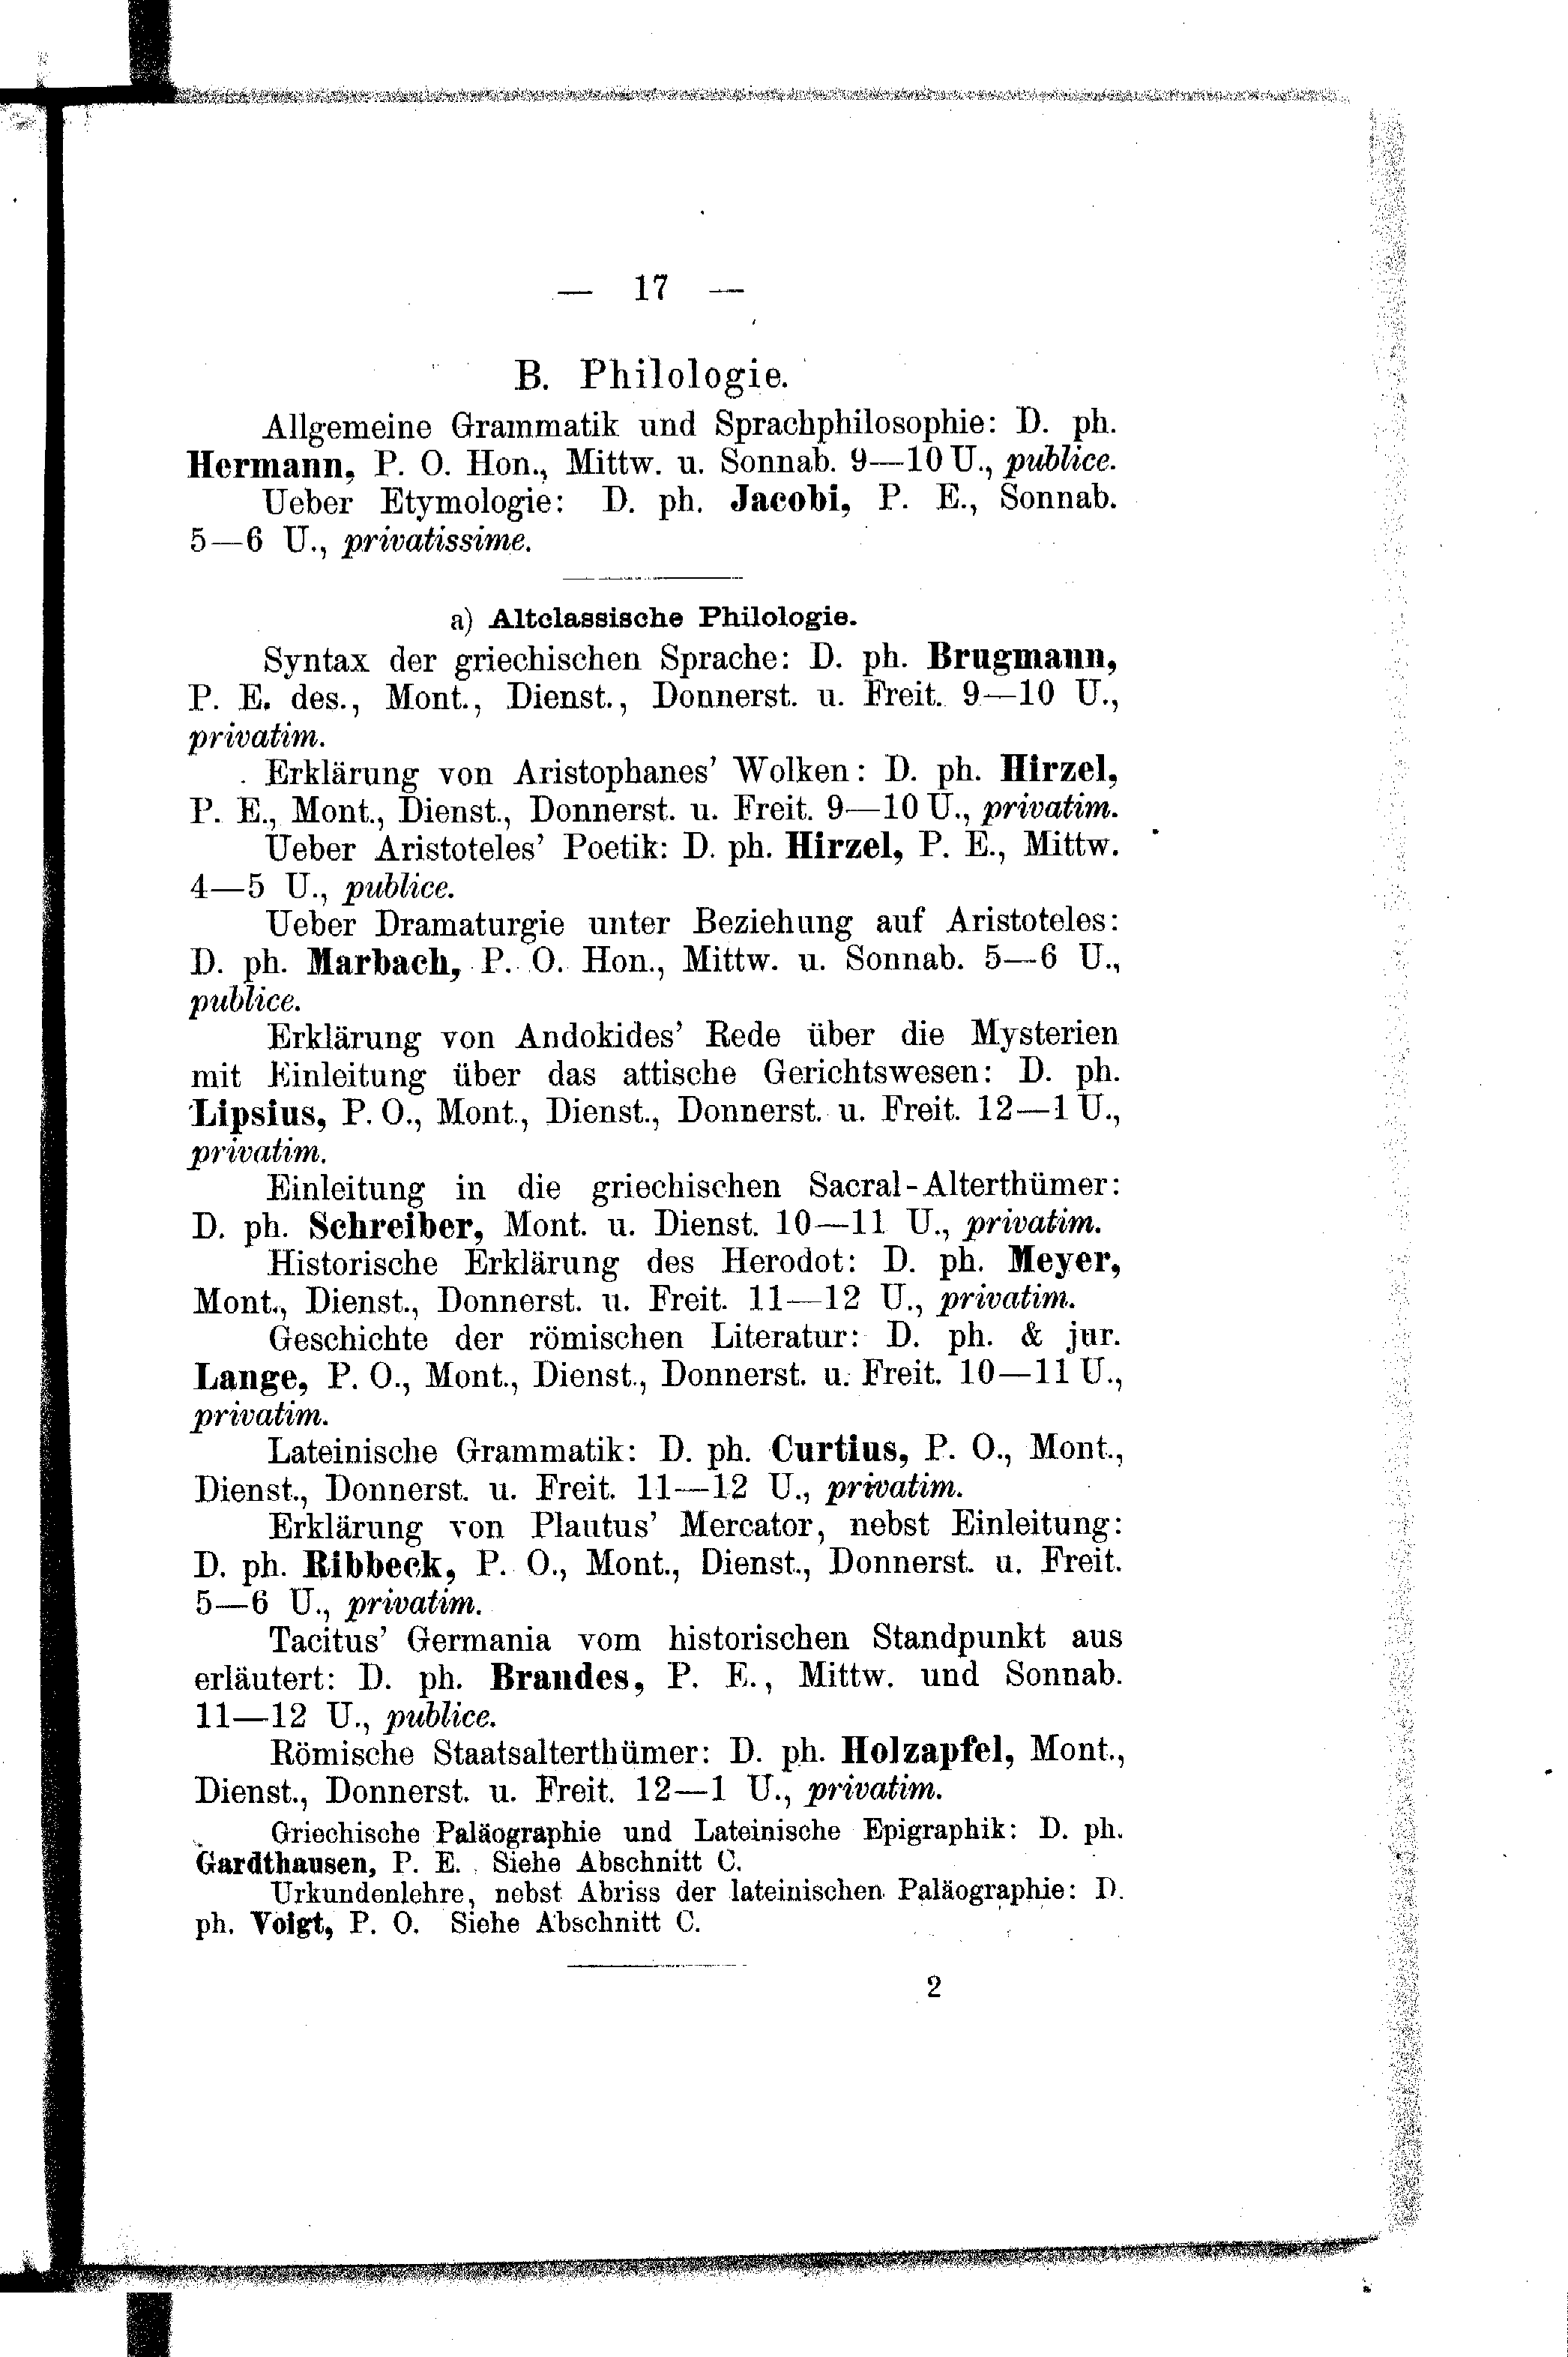 — 17 —
B. Philologie.
Allgemeine Grammatik und Sprachphilosophie: D. ph.
Hermann, P. O. Hon., Mittw. u. Sonnab. 9—10 U., publice.
Ueber Etymologie: D. ph. Jacobi, P. E., Sonnab.
5—6 U., privatissime.
a) Altclassische Philologie.
Syntax der griechischen Sprache: D. ph. Brugmann,
P. E. des., Mont., Dienst., Donnerst. u. Freit. 9—10 U.,
privatim.
Erklärung von Aristophanes' Wolken: D. ph. Hirzel,
P. E., Mont., Dienst., Donnerst. u. Freit. 9—10 U., privatim.
Ueber Aristoteles' Poetik: D. ph. Hirzel, P. E., Mittw.
4—5 U., publice.
Ueber Dramaturgie unter Beziehung auf Aristoteles:
D. ph. Marbach, P. O. Hon., Mittw. u. Sonnab. 5—6 U.,
publice.
Erklärung von Andokides' Rede über die Mysterien
mit Einleitung über das attische Gerichtswesen: D. ph.
Lipsius, P. O., Mont., Dienst., Donnerst. u. Freit. 12—1 U.,
privatim.
Einleitung in die griechischen Sacral-Alterthümer:
D. ph. Schreiber, Mont. u. Dienst. 10—11 U., privatim.
Historische Erklärung des Herodot: D. ph. Meyer,
Mont., Dienst., Donnerst. u. Freit. 11—12 U., privatim.
Geschichte der römischen Literatur: D. ph. & jur.
Lange, P. O., Mont., Dienst., Donnerst. u. Freit. 10—11 U.,
privatim.
Lateinische Grammatik: D. ph. Curtius, P. O., Mont.,
Dienst., Donnerst. u. Freit. 11—12 U., privatim.
Erklärung von Plautus' Mercator, nebst Einleitung:
D. ph. Ribbeck, P. O., Mont., Dienst., Donnerst. u. Freit.
5—6 U., privatim.
Tacitus' Germania vom historischen Standpunkt aus
erläutert: D. ph. Brandes, P. E., Mittw. und Sonnab.
11—12 U., publice.
Römische Staatsalterthümer: D. ph. Holzapfel, Mont.,
Dienst., Donnerst. u. Freit. 12—1 U., privatim.
Griechische Paläographie und Lateinische Epigraphik: D. ph.
Gardthausen, P. E. Siehe Abschnitt C.
Urkundenlehre, nebst Abriss der lateinischen Paläographie: D.
ph. Voigt, P. O. Siehe Abschnitt C.
2